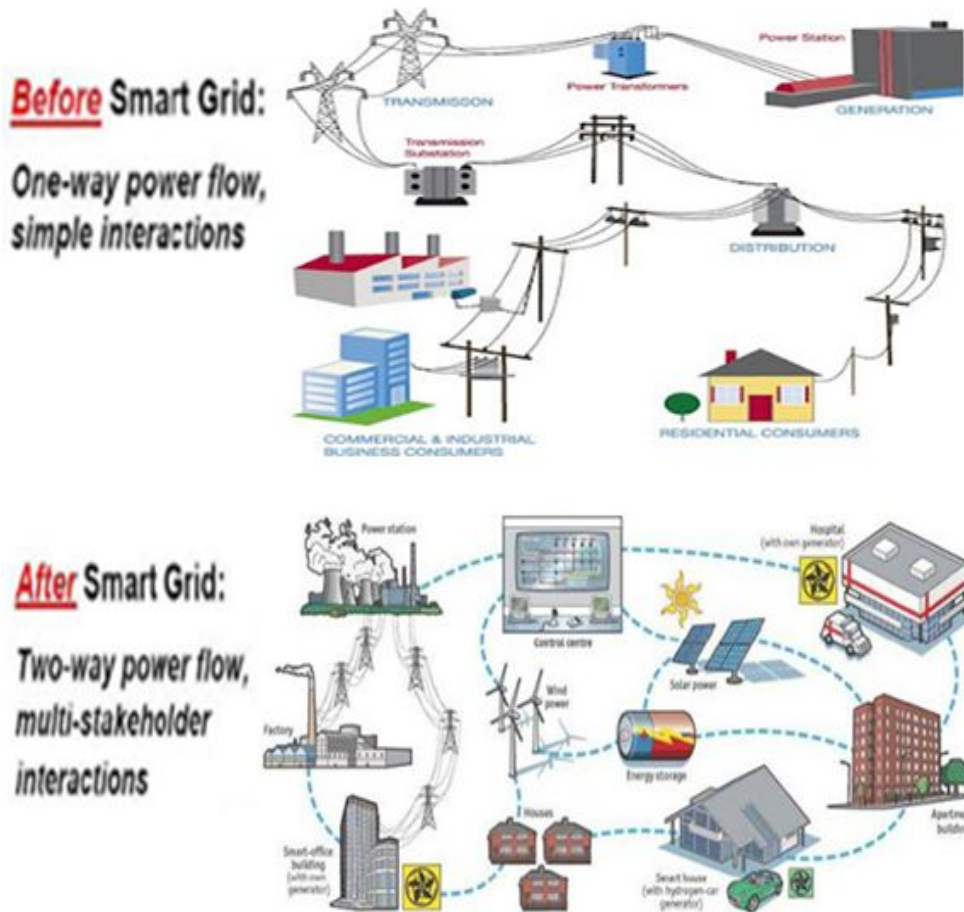 Before Smart Grid:
One-way power flow,
simple interactions
TRANSMISSON
Power Transformers
Power Station
GENERATION
Transmission
Substation
DISTRIBUTION
COMMERCIAL & INDUSTRIAL
BUSINESS CONSUMERS
RESIDENTIAL CONSUMERS
After Smart Grid:
Two-way power flow,
multi-stakeholder
interactions
Power station
Control centre
Hospital
(with own generator)
Solar power
Wind
power
Factory
Energy storage
Apartme
buildin
Houses
Smart-office
building
(with own
generator)
Smart house
(with hydrogen-car
generator)